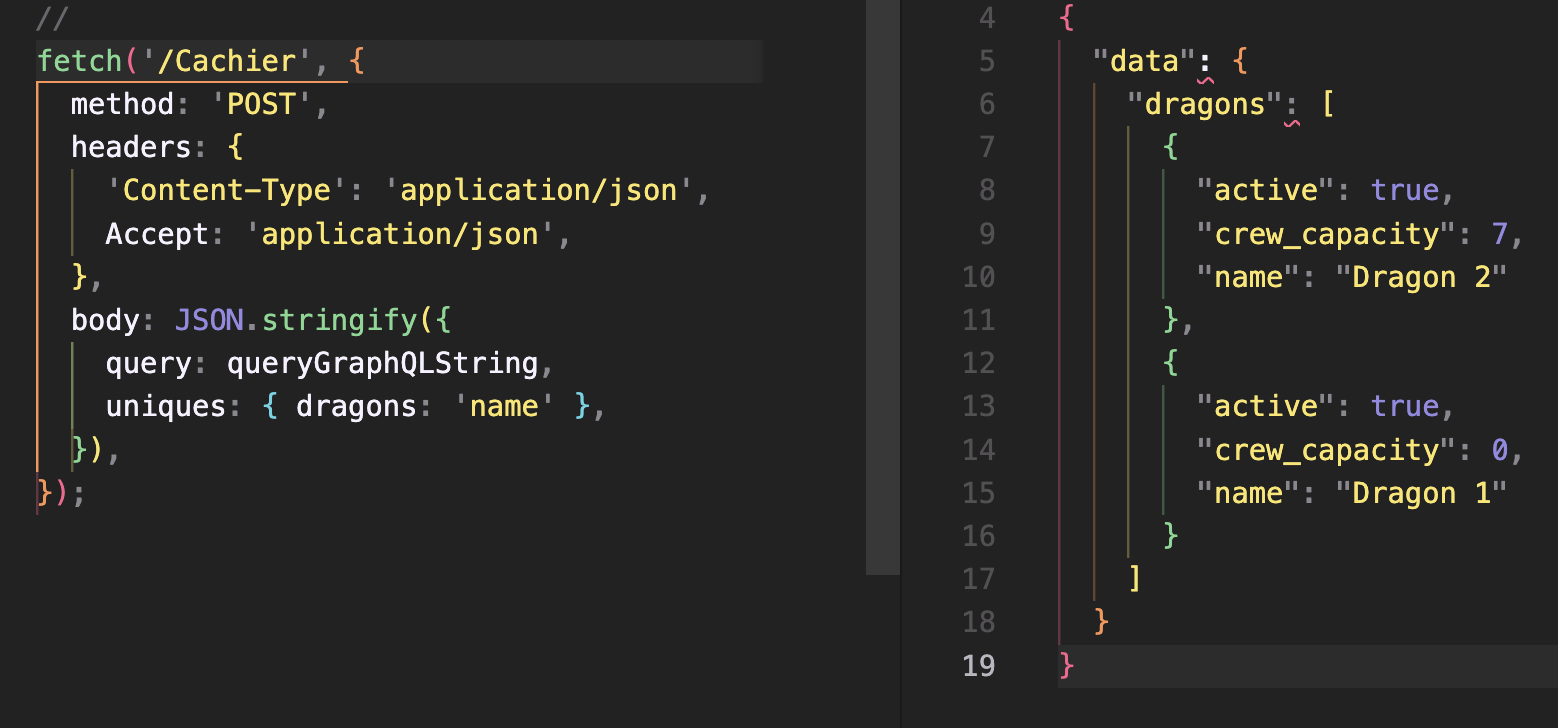 //
fetch('/Cachier', {
  method: 'POST',
  headers: {
    'Content-Type': 'application/json',
    Accept: 'application/json',
  },
  body: JSON.stringify({
    query: queryGraphQLString,
    uniques: { dragons: 'name' },
  }),
});
4 {
5   "data": {
6     "dragons": [
7       {
8         "active": true,
9         "crew_capacity": 7,
10         "name": "Dragon 2"
11       },
12       {
13         "active": true,
14         "crew_capacity": 0,
15         "name": "Dragon 1"
16       }
17     ]
18   }
19 }